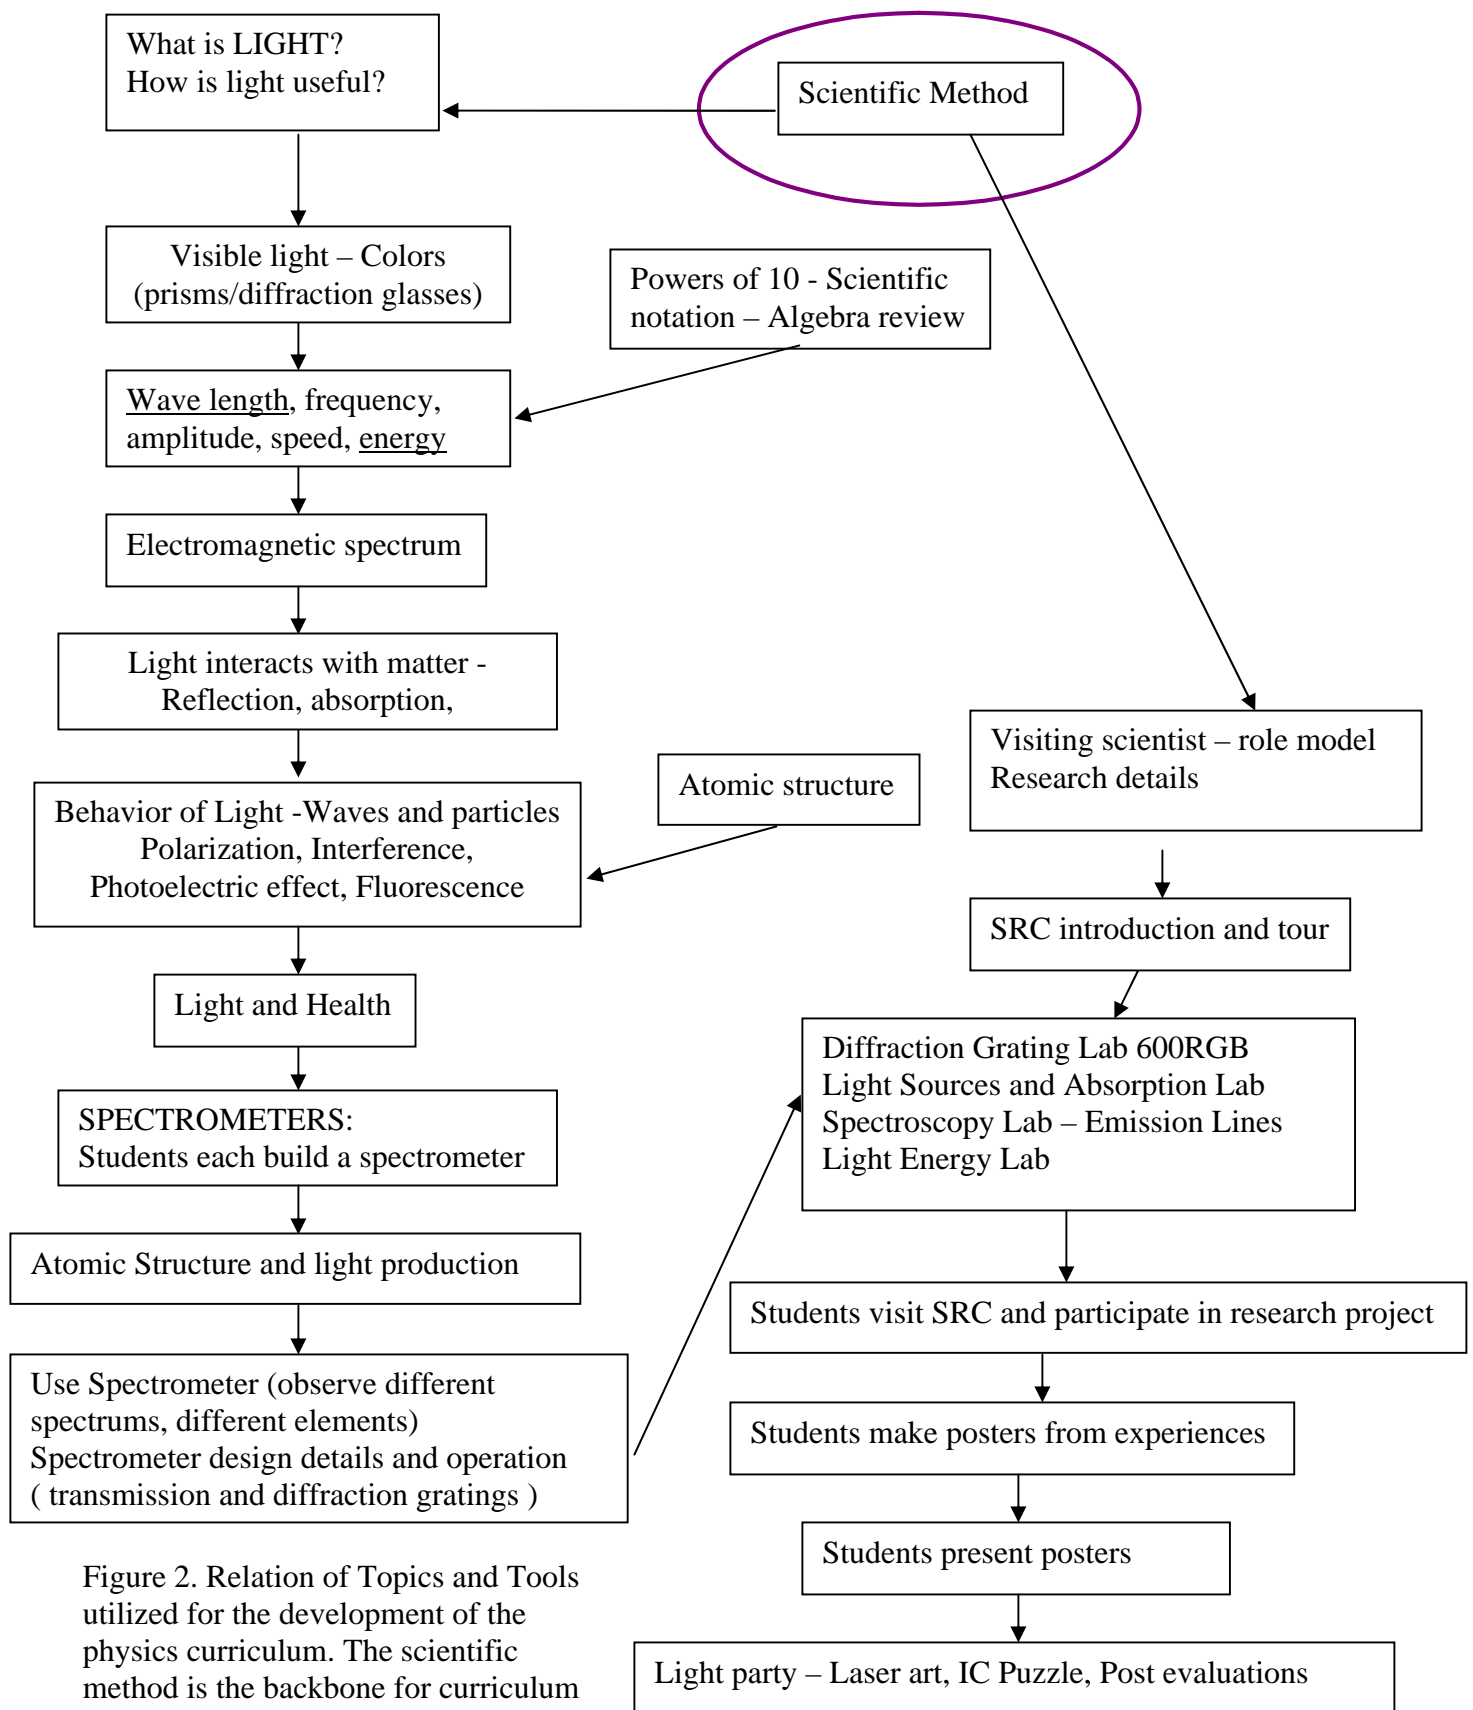 What is LIGHT?
How is light useful?
Scientific Method
Visible light – Colors
(prisms/diffraction glasses)
Powers of 10 - Scientific
notation – Algebra review
Wave length, frequency,
amplitude, speed, energy
Electromagnetic spectrum
Light interacts with matter -
Reflection, absorption,
Visiting scientist – role model
Research details
Atomic structure
Behavior of Light -Waves and particles
Polarization, Interference,
Photoelectric effect, Fluorescence
SRC introduction and tour
Light and Health
Diffraction Grating Lab 600RGB
Light Sources and Absorption Lab
Spectroscopy Lab – Emission Lines
Light Energy Lab
SPECTROMETERS:
Students each build a spectrometer
Atomic Structure and light production
Students visit SRC and participate in research project
Use Spectrometer (observe different
spectrums, different elements)
Spectrometer design details and operation
( transmission and diffraction gratings )
Students make posters from experiences
Students present posters
Figure 2. Relation of Topics and Tools
utilized for the development of the
physics curriculum. The scientific
method is the backbone for curriculum
Light party – Laser art, IC Puzzle, Post evaluations